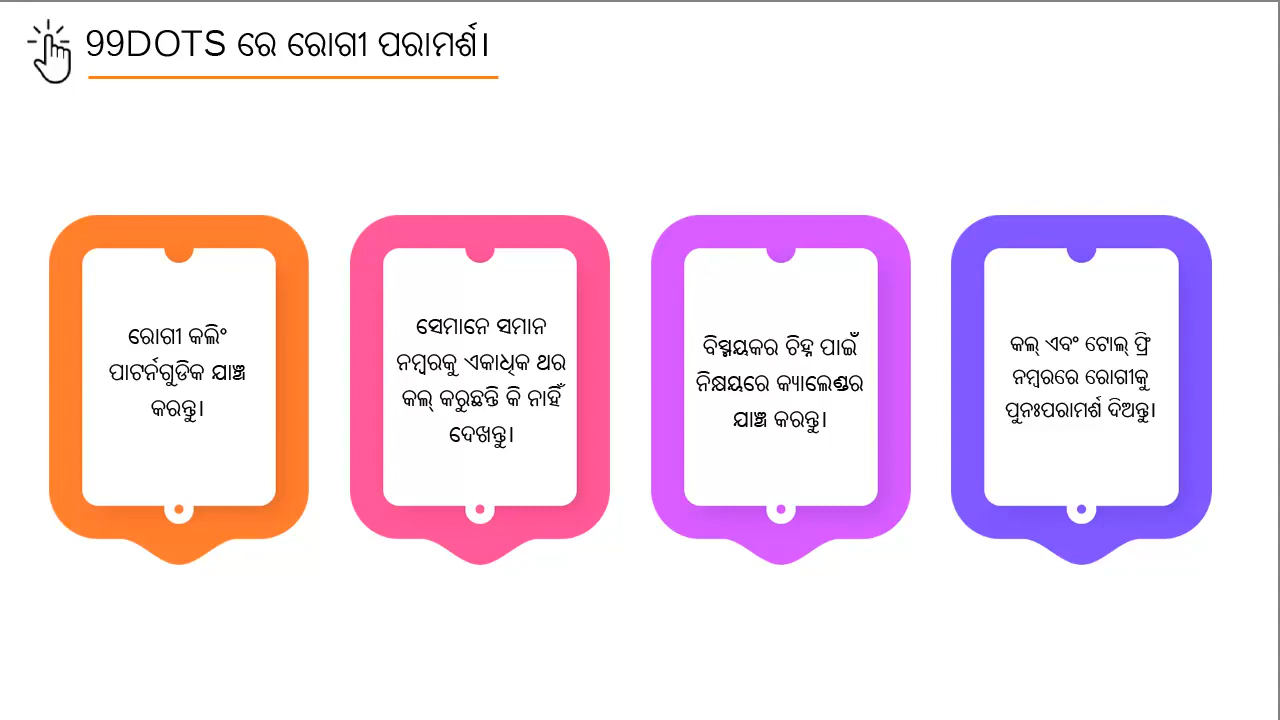 99DOTS ରେ ରୋଗୀ ପରାମର୍ଶ।
ରୋଗୀ କଲିଂ
ପାଟର୍ନଗୁଡିକ ଯାଞ୍ଚ
କରନ୍ତୁ।
ସେମାନେ ସମାନ
ନମ୍ବରକୁ ଏକାଧିକ ଥର
କଲ୍ କରୁଛନ୍ତି କି ନାହିଁ
ଦେଖନ୍ତୁ।
ବିସ୍ମୟକର ଚିହ୍ନ ପାଇଁ
ନିକ୍ଷୟରେ କ୍ୟାଲେଣ୍ଡର
ଯାଞ୍ଚ କରନ୍ତୁ।
କଲ୍ ଏବଂ ଟୋଲ୍ ଫ୍ରି
ନମ୍ବରରେ ରୋଗୀକୁ
ପୁନଃପରାମର୍ଶ ଦିଅନ୍ତୁ।